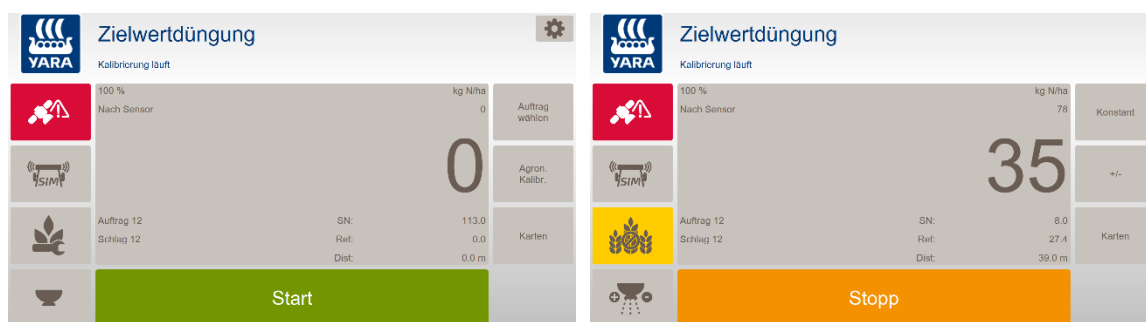 YARA
Zielwertdüngung
Kalibrierung läuft
100 %
kg N/ha
Nach Sensor
0
Auftrag
wählen
0
SIM
Agron.
Kalibr.
Auftrag 12
SN:
113.0
Schlag 12
Ref:
0.0
Karten
Dist:
0.0 m
Start
YARA
Zielwertdüngung
Kalibrierung läuft
100 %
kg N/ha
Nach Sensor
78
Konstant
35
SIM
+/-
Auftrag 12
SN:
8.0
Schlag 12
Ref:
27.4
Karten
Dist:
39.0 m
Stopp